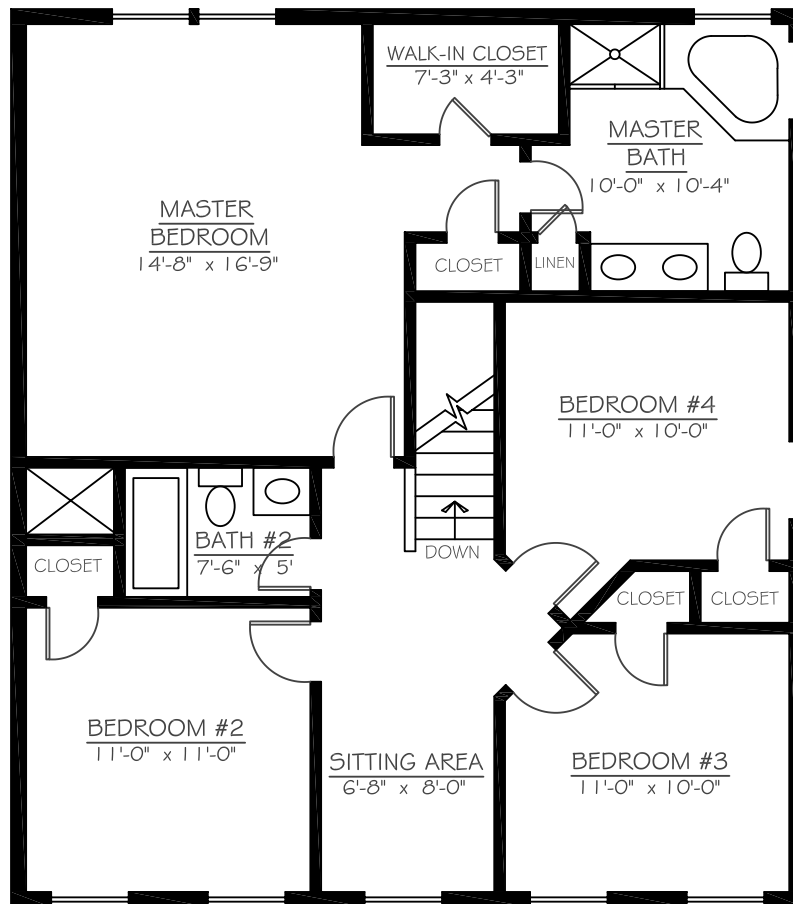 WALK-IN CLOSET
7'-3" x 4'-3"
MASTER
BATH
10'-0" x 10'-4"
MASTER
BEDROOM
14'-8" x 16'-9"
CLOSET
LINEN
BEDROOM #4
11'-0" x 10'-0"
BATH #2
7'-6" x 5'
DOWN
CLOSET
CLOSET
CLOSET
BEDROOM #2
11'-0" x 11'-0"
SITTING AREA
6'-8" x 8'-0"
BEDROOM #3
11'-0" x 10'-0"